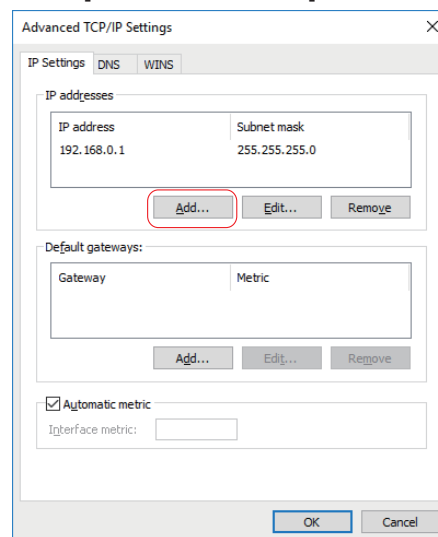 Advanced TCP/IP Settings
IP Settings DNS WINS
IP addresses
IP address Subnet mask
192.168.0.1 255.255.255.0
Add... Edit... Remove
Default gateways:
Gateway Metric
Add... Edit... Remove
Automatic metric
Interface metric:
OK Cancel